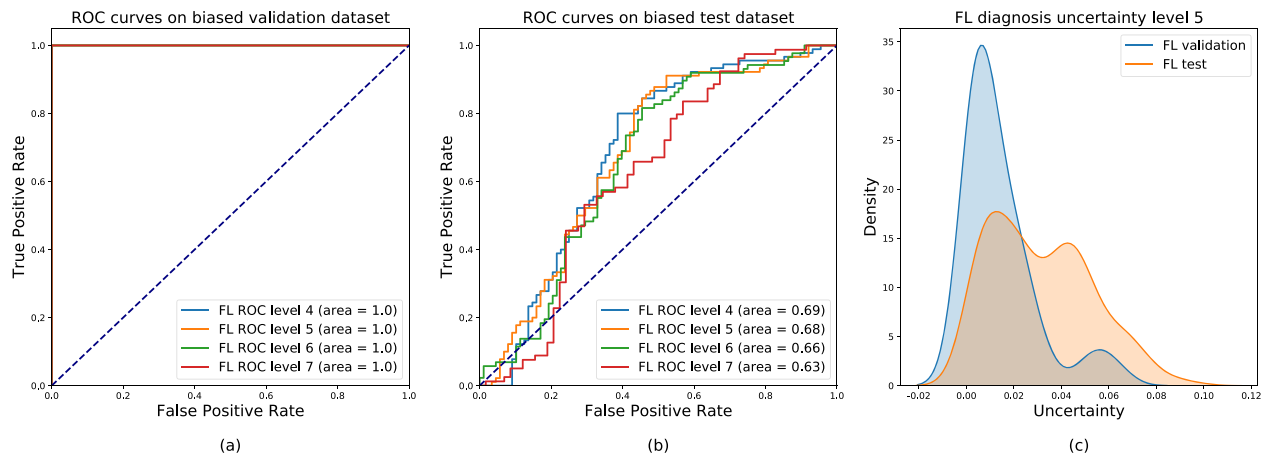 ROC curves on biased validation dataset
1.0
0.8
0.6
0.4
0.2
0.0
True Positive Rate
FL ROC level 4 (area = 1.0)
FL ROC level 5 (area = 1.0)
FL ROC level 6 (area = 1.0)
FL ROC level 7 (area = 1.0)
0.0 0.2 0.4 0.6 0.8 1.0
False Positive Rate
(a)
ROC curves on biased test dataset
1.0
0.8
0.6
0.4
0.2
0.0
True Positive Rate
FL ROC level 4 (area = 0.69)
FL ROC level 5 (area = 0.68)
FL ROC level 6 (area = 0.66)
FL ROC level 7 (area = 0.63)
0.0 0.2 0.4 0.6 0.8 1.0
False Positive Rate
(b)
FL diagnosis uncertainty level 5
FL validation
FL test
35
30
25
20
15
10
5
0
Density
-0.02 0.00 0.02 0.04 0.06 0.08 0.10 0.12
Uncertainty
(c)